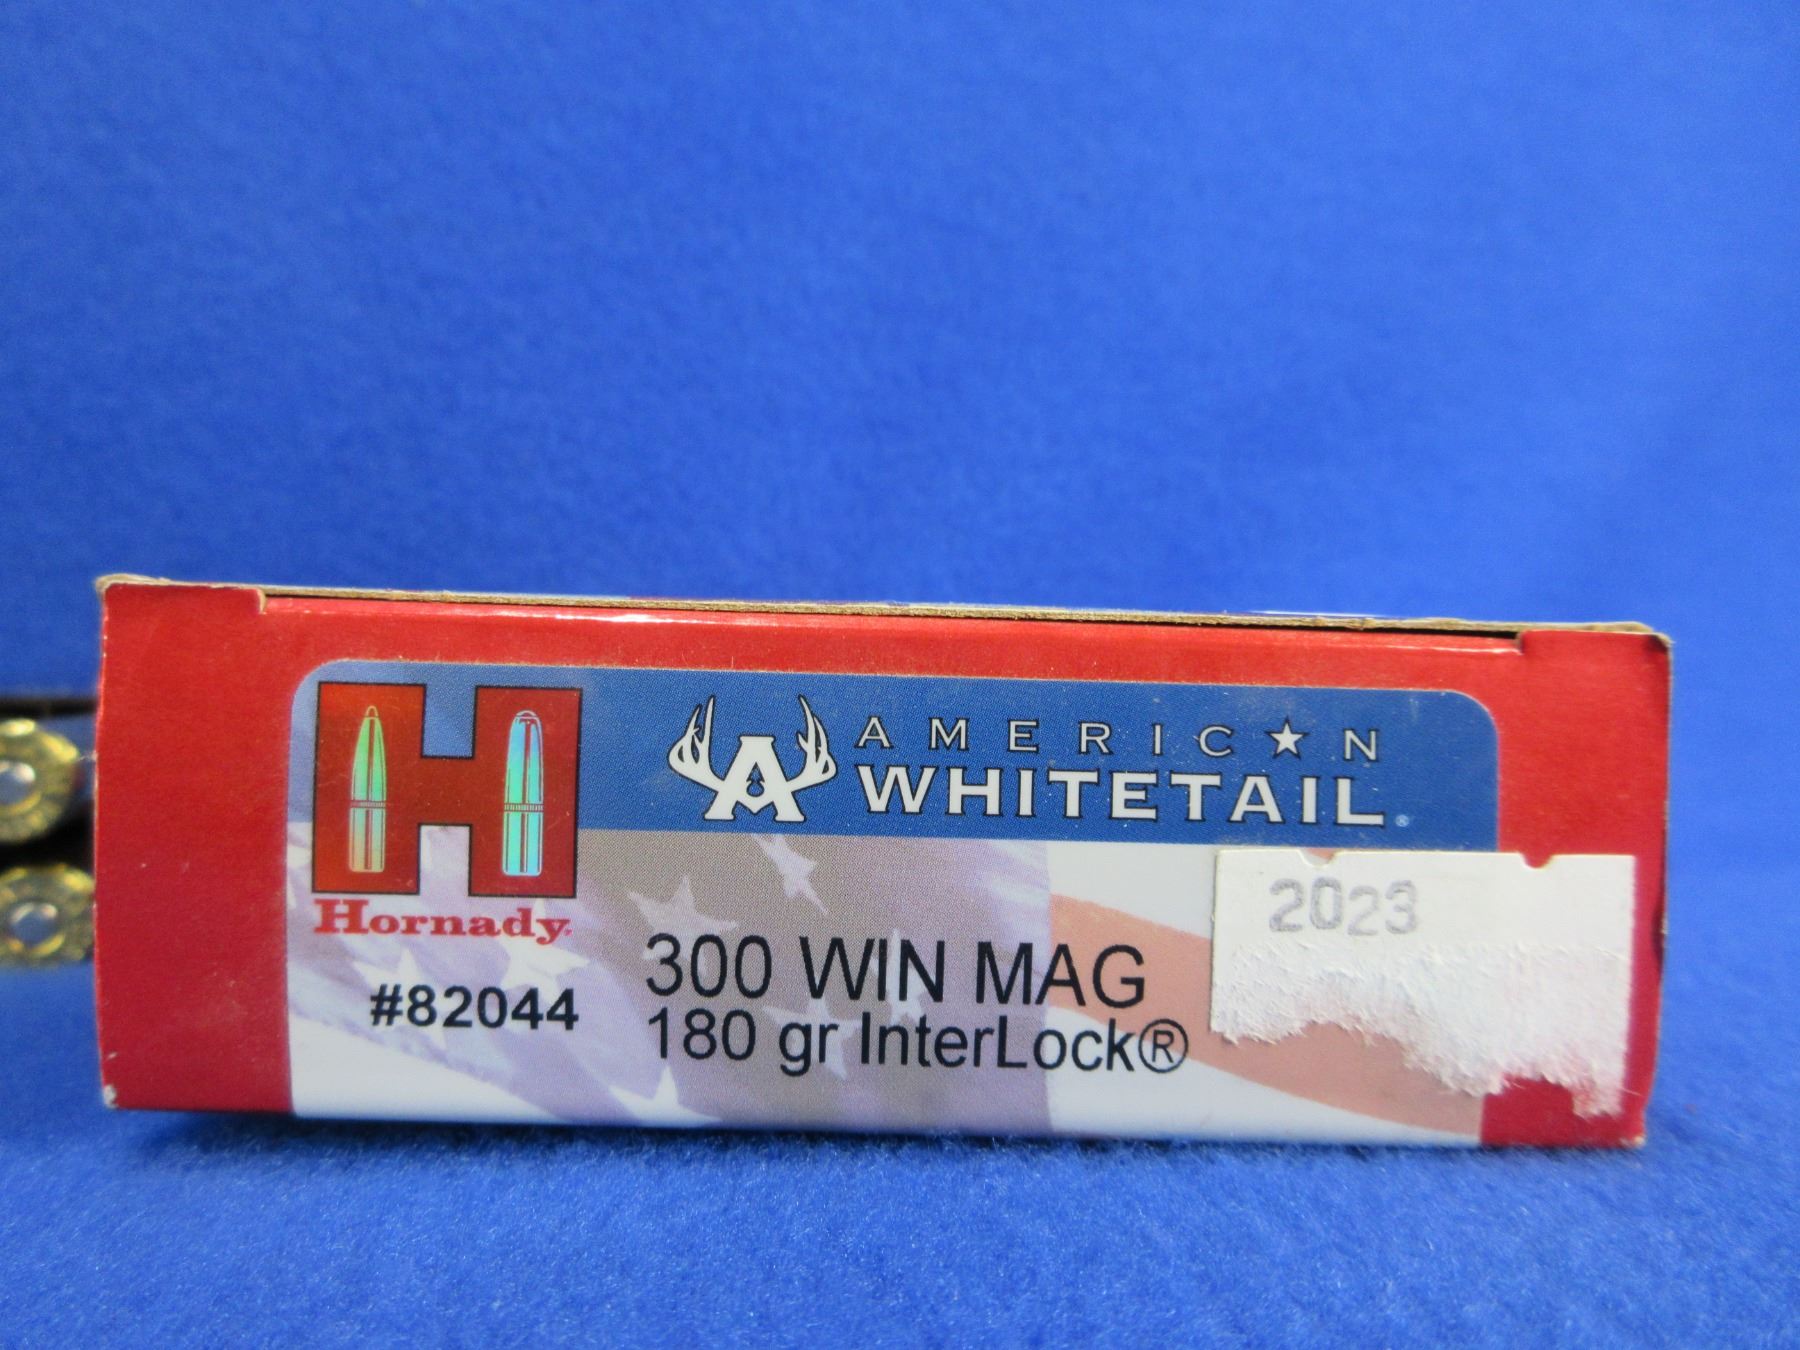 AMERIC★N
WHITETAIL®
Hornady
#82044
300 WIN MAG
180 gr InterLock®
2023